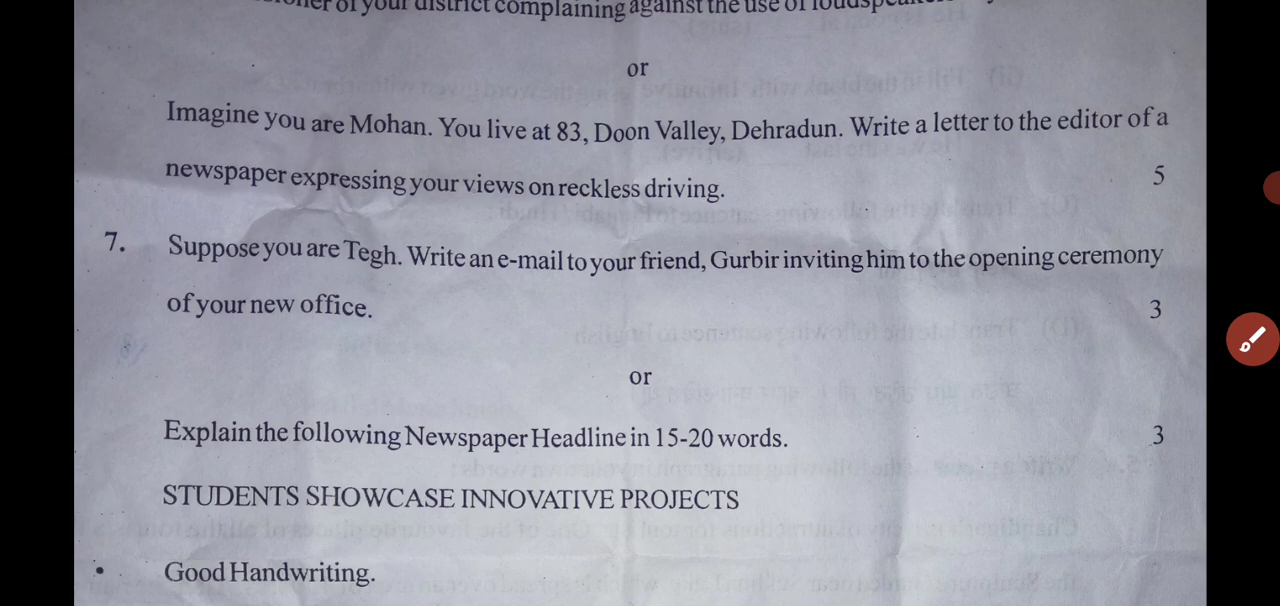 of your district complaining against the use of
or
Imagine you are Mohan. You live at 83, Doon Valley, Dehradun. Write a letter to the editor of a
newspaper expressing your views on reckless driving. 5
7. Suppose you are Tegh. Write an e-mail to your friend, Gurbir inviting him to the opening ceremony
of your new office. 3
or
Explain the following Newspaper Headline in 15-20 words. 3
STUDENTS SHOWCASE INNOVATIVE PROJECTS
• Good Handwriting.